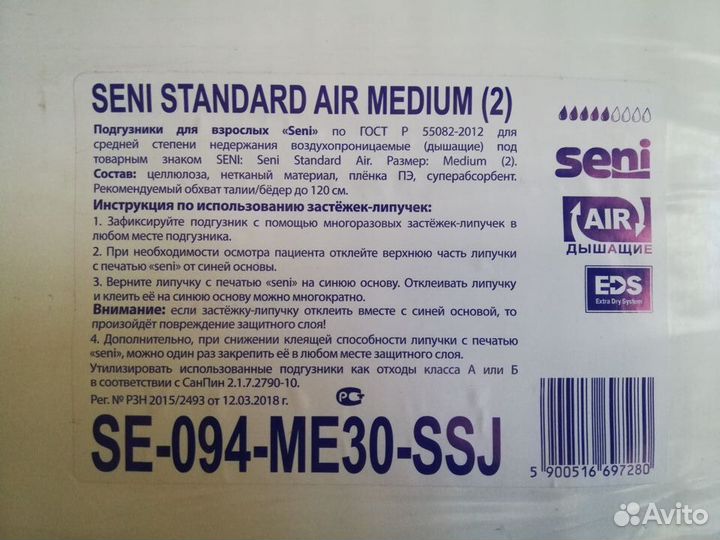 SENI STANDARD AIR MEDIUM (2)
Подгузники для взрослых «Seni» по ГОСТ Р 55082-2012 для
средней степени недержания воздухопроницаемые (дышащие) под
товарным знаком SENI: Seni Standard Air. Размер: Medium (2).
Состав: целлюлоза, нетканый материал, плёнка ПЭ, суперабсорбент.
Рекомендуемый обхват талии/бёдер до 120 см.
Инструкция по использованию застёжек-липучек:
1. Зафиксируйте подгузник с помощью многоразовых застёжек-липучек в
любом месте подгузника.
2. При необходимости осмотра пациента отклейте верхнюю часть липучки
с печатью «seni» от синей основы.
3. Верните липучку с печатью «seni» на синюю основу. Отклеивать липучку
и клеить её на синюю основу можно многократно.
Внимание: если застёжку-липучку отклеить вместе с синей основой, то
произойдёт повреждение защитного слоя!
4. Дополнительно, при снижении клеящей способности липучки с печатью
«seni», можно один раз закрепить её в любом месте защитного слоя.
Утилизировать использованные подгузники как отходы класса А или Б
в соответствии с СанПин 2.1.7.2790-10.
Рег. № РЗН 2015/2493 от 12.03.2018 г.
SE-094-ME30-SSJ
seni
AIR
ДЫШАЩИЕ
EDS
Extra Dry System
5 900516 697280
Avito